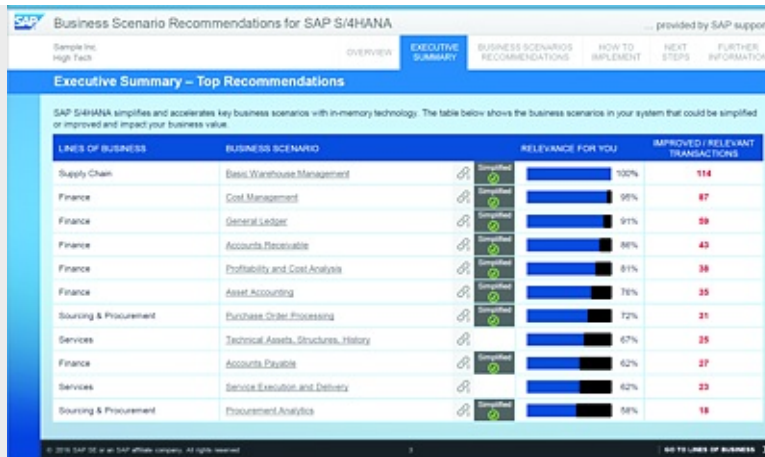 SAP Business Scenario Recommendations for SAP S/4HANA ... provided by SAP suppor
Sample Inc.
High Tech
OVERVIEW EXECUTIVE SUMMARY BUSINESS SCENARIOS RECOMMENDATIONS HOW TO IMPLEMENT NEXT STEPS FURTHER INFORMATION
Executive Summary – Top Recommendations
SAP S/4HANA simplifies and accelerates key business scenarios with in-memory technology. The table below shows the business scenarios in your system that could be simplified
or improved and impact your business value.
LINES OF BUSINESS BUSINESS SCENARIO RELEVANCE FOR YOU IMPROVED / RELEVANT TRANSACTIONS
Supply Chain Basic Warehouse Management Simplified 100% 114
Finance Cost Management Simplified 95% 87
Finance General Ledger Simplified 91% 59
Finance Accounts Receivable Simplified 86% 43
Finance Profitability and Cost Analysis Simplified 81% 38
Finance Asset Accounting Simplified 76% 35
Sourcing & Procurement Purchase Order Processing Simplified 72% 31
Services Technical Assets, Structures, History 67% 25
Finance Accounts Payable Simplified 62% 27
Services Service Execution and Delivery 62% 23
Sourcing & Procurement Procurement Analytics Simplified 58% 18
© 2016 SAP SE or an SAP affiliate company. All rights reserved 3 GO TO LINES OF BUSINESS